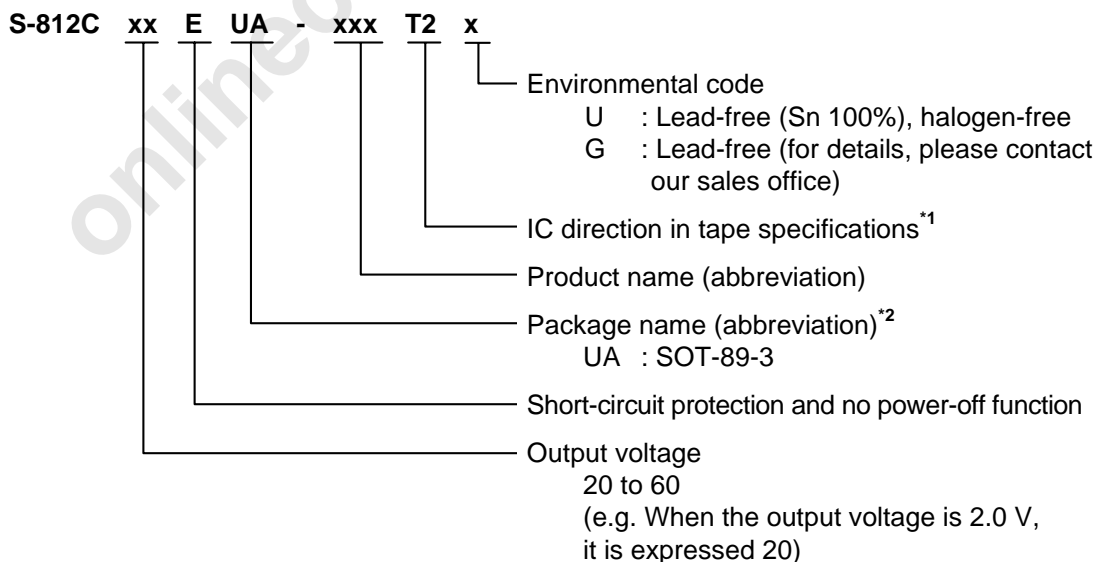 S-812C xx E UA - xxx T2 x
Environmental code
U : Lead-free (Sn 100%), halogen-free
G : Lead-free (for details, please contact
our sales office)
IC direction in tape specifications*1
Product name (abbreviation)
Package name (abbreviation)*2
UA : SOT-89-3
Short-circuit protection and no power-off function
Output voltage
20 to 60
(e.g. When the output voltage is 2.0 V,
it is expressed 20)
onlineco